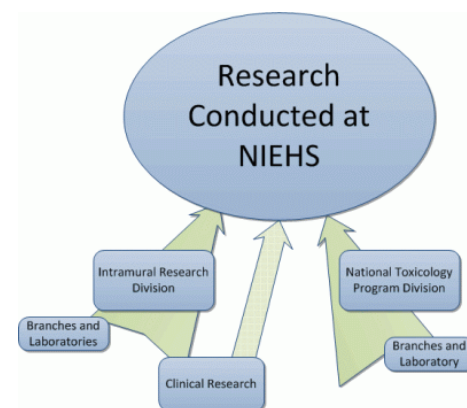 Research
Conducted at
NIEHS
Intramural Research
Division
National Toxicology
Program Division
Branches and
Laboratories
Branches and
Laboratory
Clinical Research